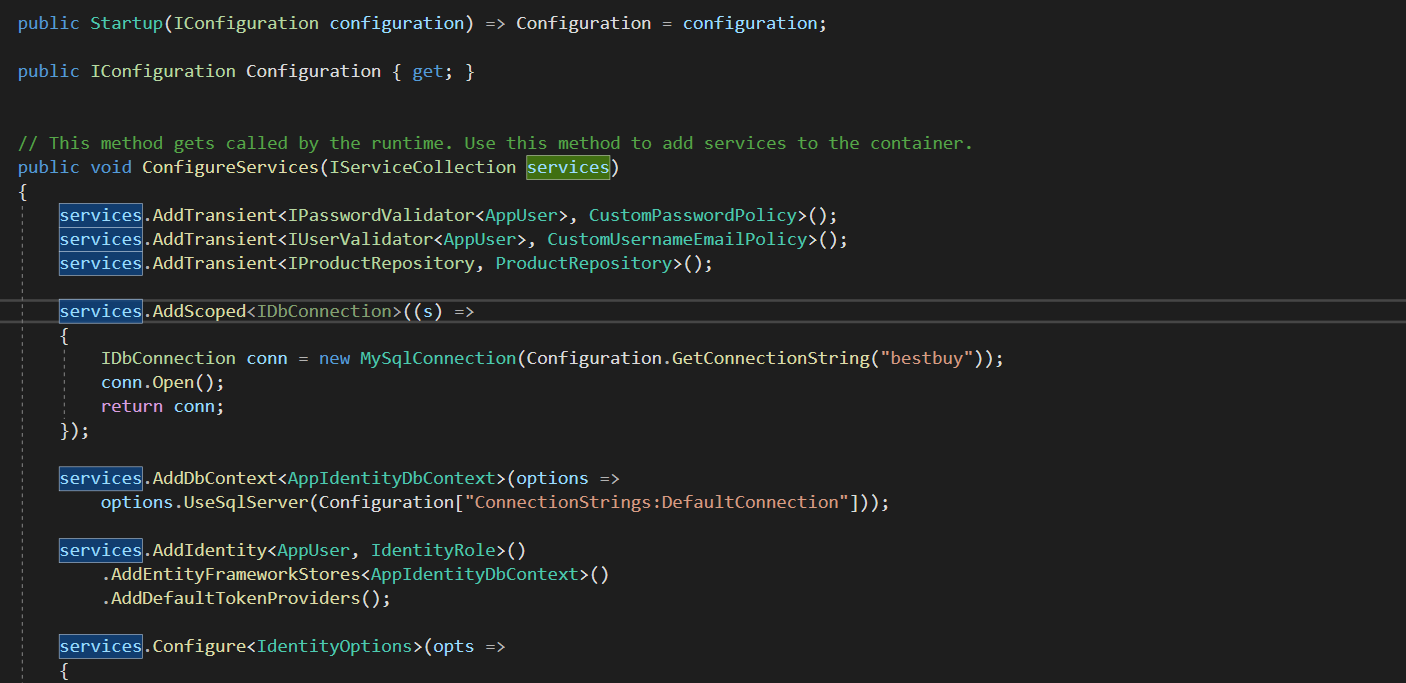 public Startup(IConfiguration configuration) => Configuration = configuration;
public IConfiguration Configuration { get; }
// This method gets called by the runtime. Use this method to add services to the container.
public void ConfigureServices(IServiceCollection services)
{
services.AddTransient<IPasswordValidator<AppUser>, CustomPasswordPolicy>();
services.AddTransient<IUserValidator<AppUser>, CustomUsernameEmailPolicy>();
services.AddTransient<IProductRepository, ProductRepository>();
services.AddScoped<IDbConnection>((s) =>
{
IDbConnection conn = new MySqlConnection(Configuration.GetConnectionString("bestbuy"));
conn.Open();
return conn;
});
services.AddDbContext<AppIdentityDbContext>(options =>
options.UseSqlServer(Configuration["ConnectionStrings:DefaultConnection"]));
services.AddIdentity<AppUser, IdentityRole>()
.AddEntityFrameworkStores<AppIdentityDbContext>()
.AddDefaultTokenProviders();
services.Configure<IdentityOptions>(opts =>
{